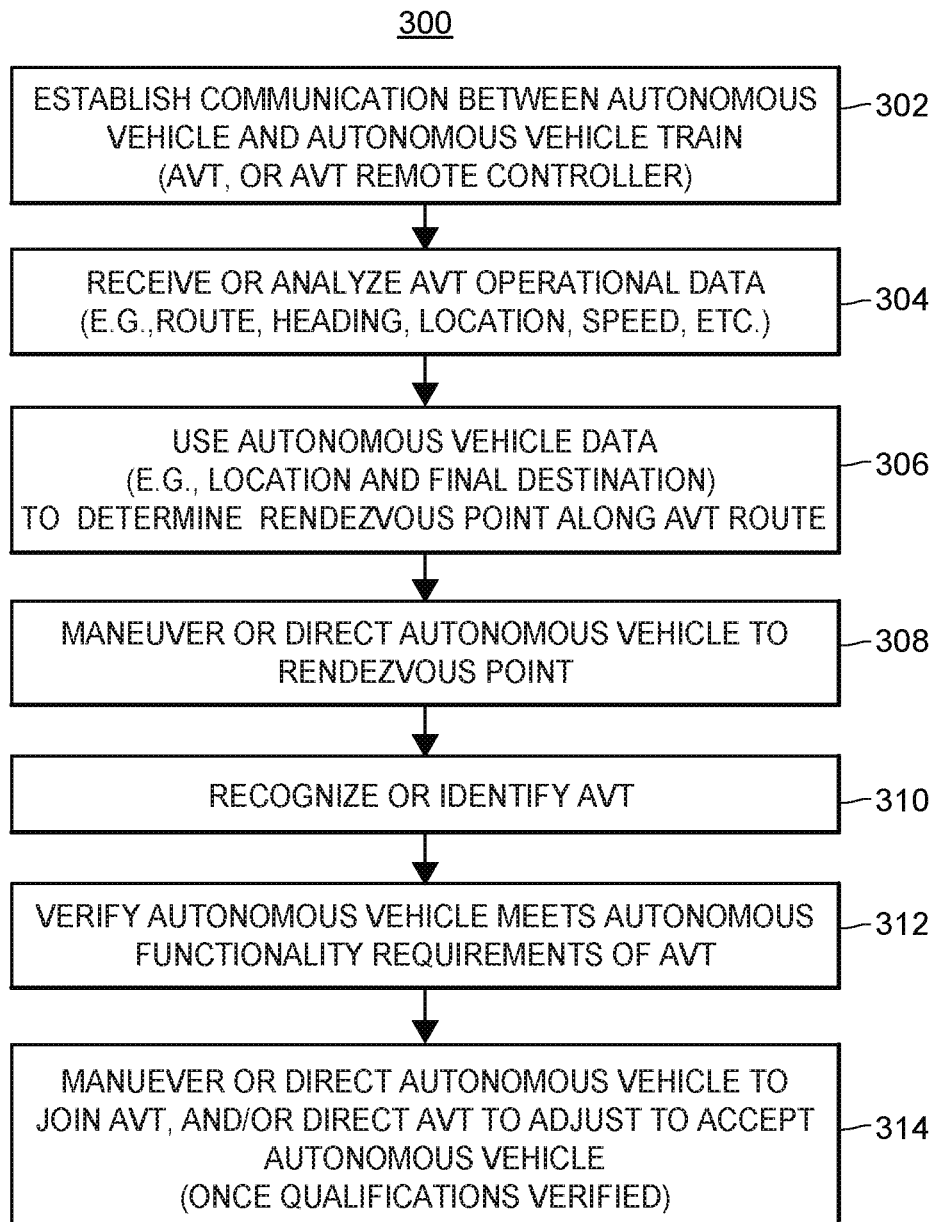 300
ESTABLISH COMMUNICATION BETWEEN AUTONOMOUS
VEHICLE AND AUTONOMOUS VEHICLE TRAIN
(AVT, OR AVT REMOTE CONTROLLER)
302
RECEIVE OR ANALYZE AVT OPERATIONAL DATA
(E.G.,ROUTE, HEADING, LOCATION, SPEED, ETC.)
304
USE AUTONOMOUS VEHICLE DATA
(E.G., LOCATION AND FINAL DESTINATION)
TO DETERMINE RENDEZVOUS POINT ALONG AVT ROUTE
306
MANEUVER OR DIRECT AUTONOMOUS VEHICLE TO
RENDEZVOUS POINT
308
RECOGNIZE OR IDENTIFY AVT
310
VERIFY AUTONOMOUS VEHICLE MEETS AUTONOMOUS
FUNCTIONALITY REQUIREMENTS OF AVT
312
MANUEVER OR DIRECT AUTONOMOUS VEHICLE TO
JOIN AVT, AND/OR DIRECT AVT TO ADJUST TO ACCEPT
AUTONOMOUS VEHICLE
(ONCE QUALIFICATIONS VERIFIED)
314